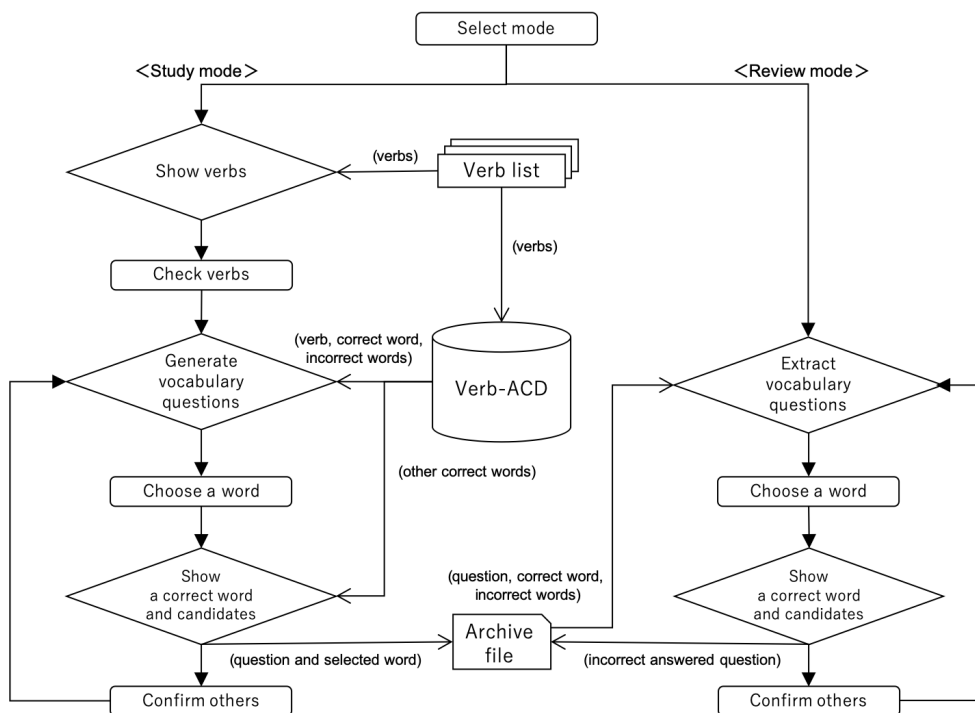 Select mode
＜Study mode＞
＜Review mode＞
Show verbs
(verbs)
Verb list
(verbs)
Check verbs
(verb, correct word,
incorrect words)
Generate
vocabulary
questions
Verb-ACD
Extract
vocabulary
questions
(other correct words)
Choose a word
Choose a word
Show
a correct word
and candidates
(question, correct word,
incorrect words)
Show
a correct word
and candidates
Archive
file
(question and selected word)
(incorrect answered question)
Confirm others
Confirm others